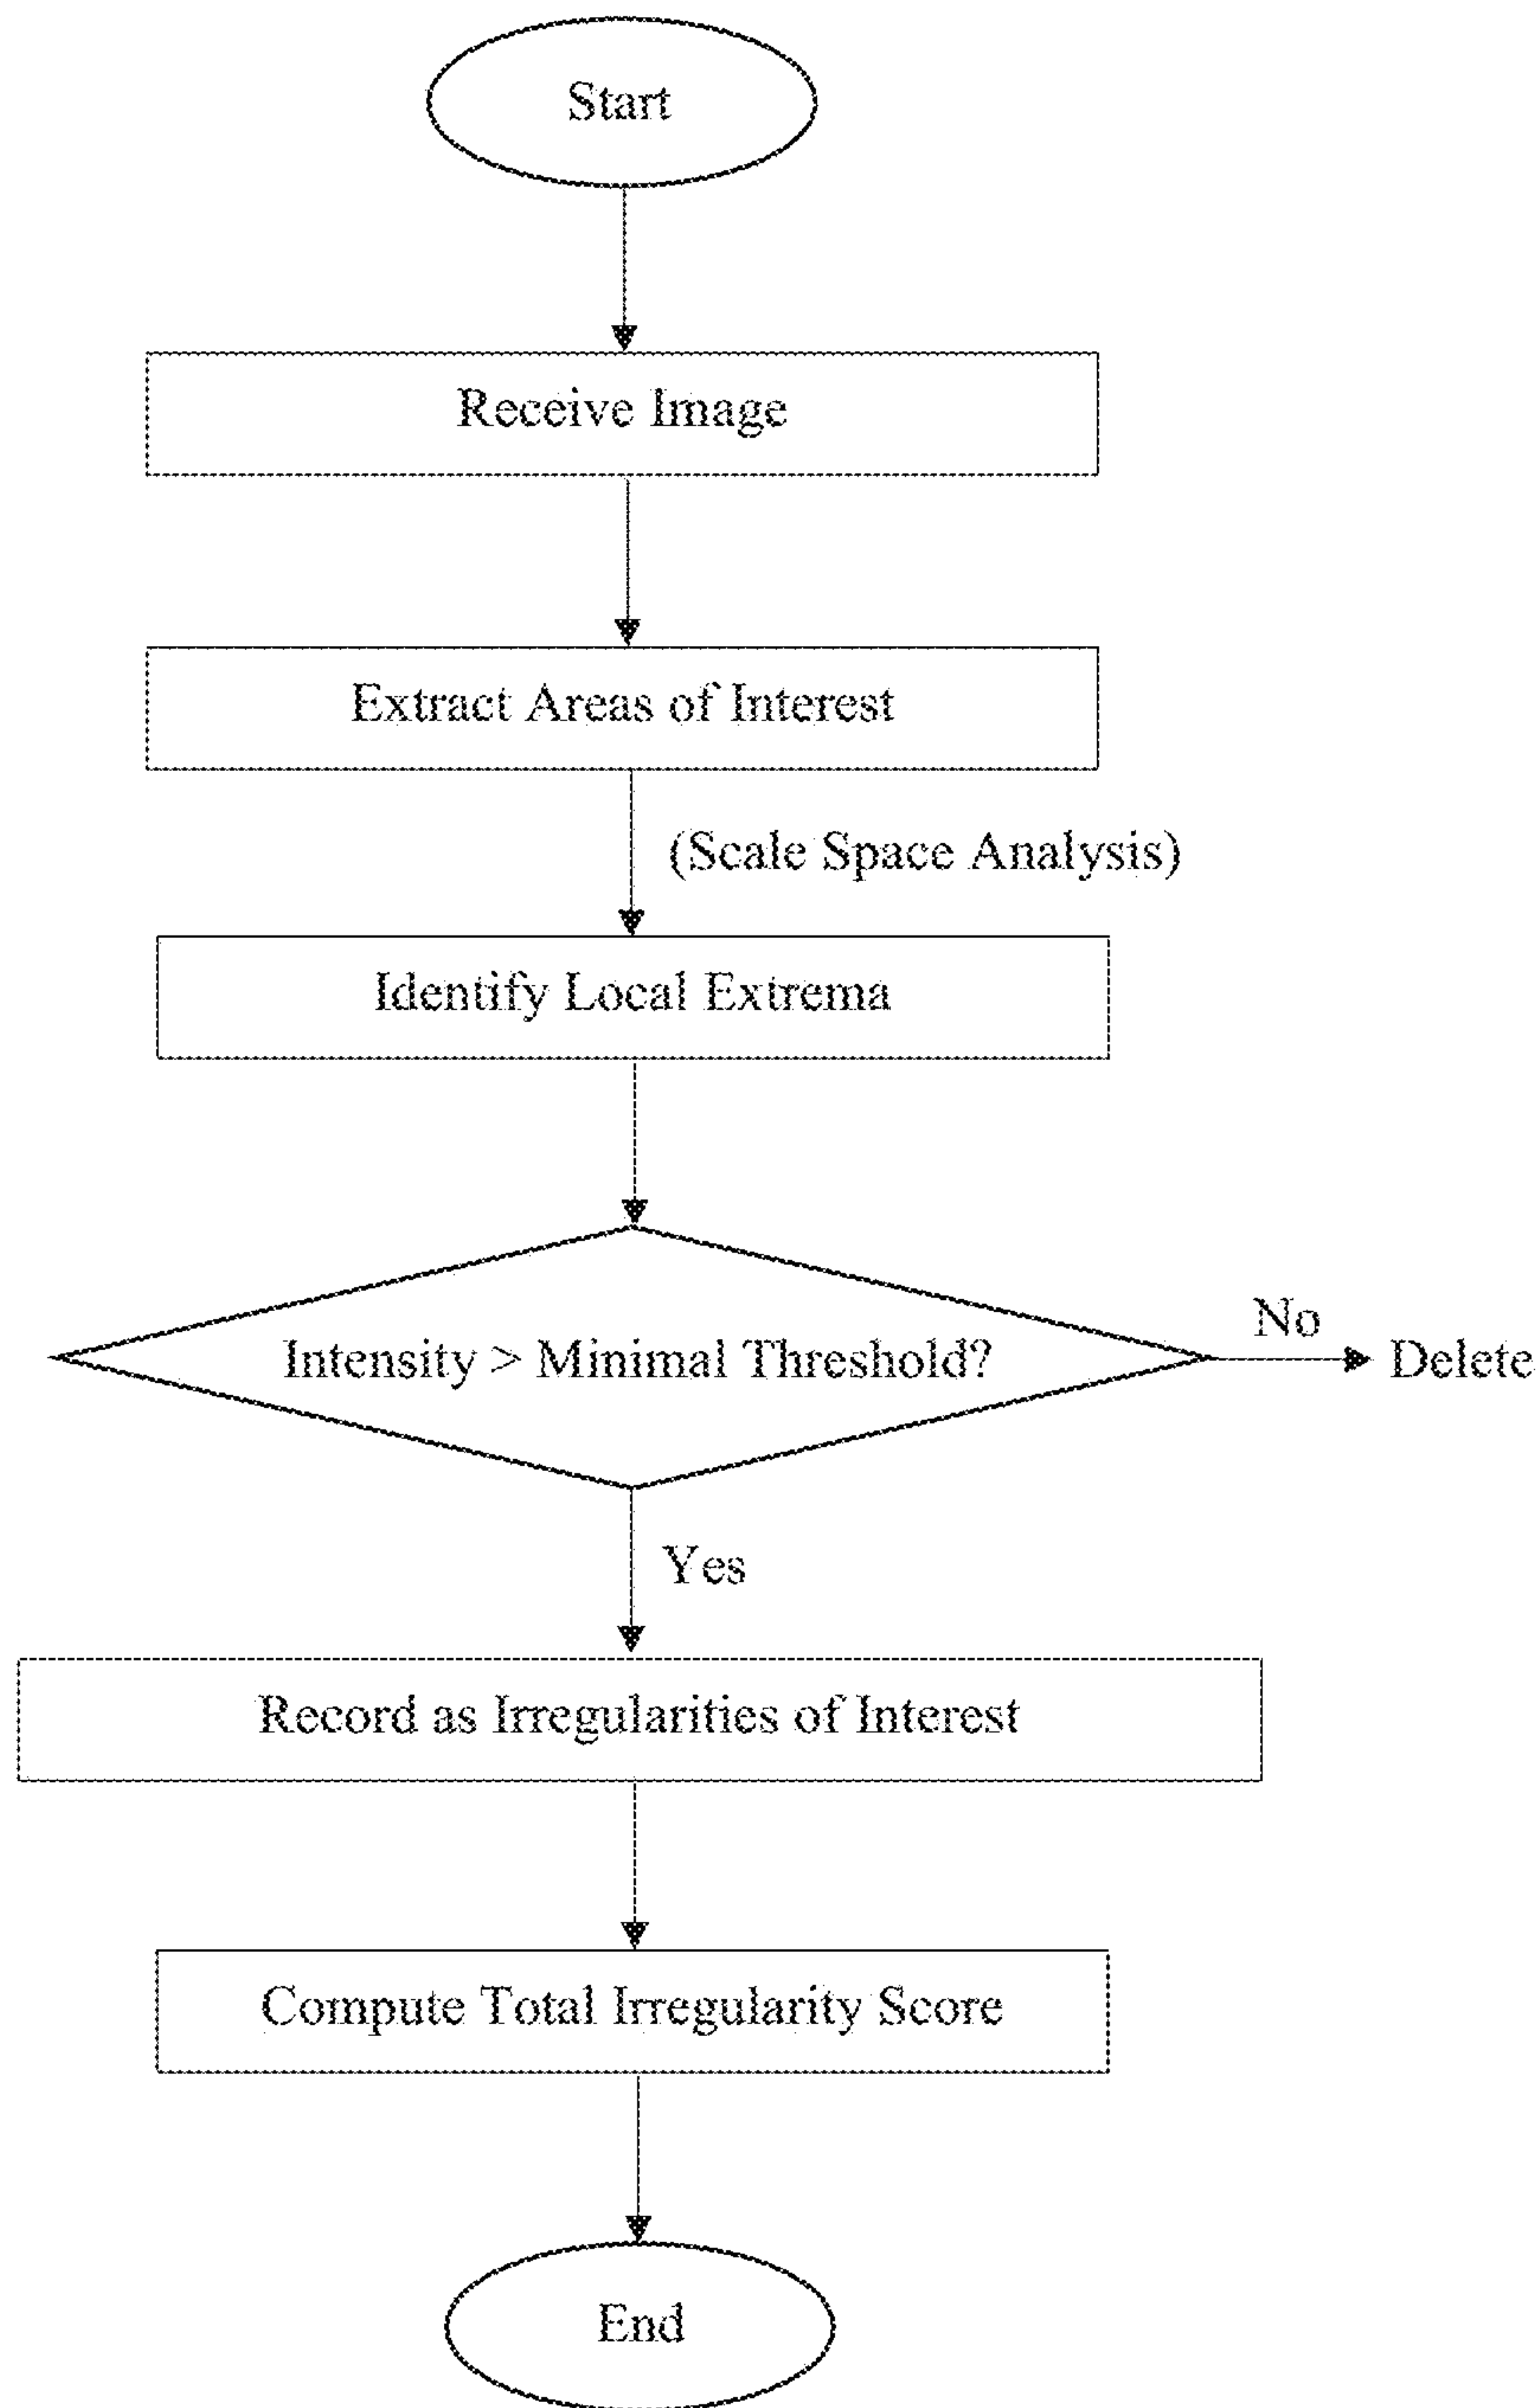 Start
Receive Image
Extract Areas of Interest
(Scale Space Analysis)
Identify Local Extrema
Intensity > Minimal Threshold?
No
Delete
Yes
Record as Irregularities of Interest
Compute Total Irregularity Score
End